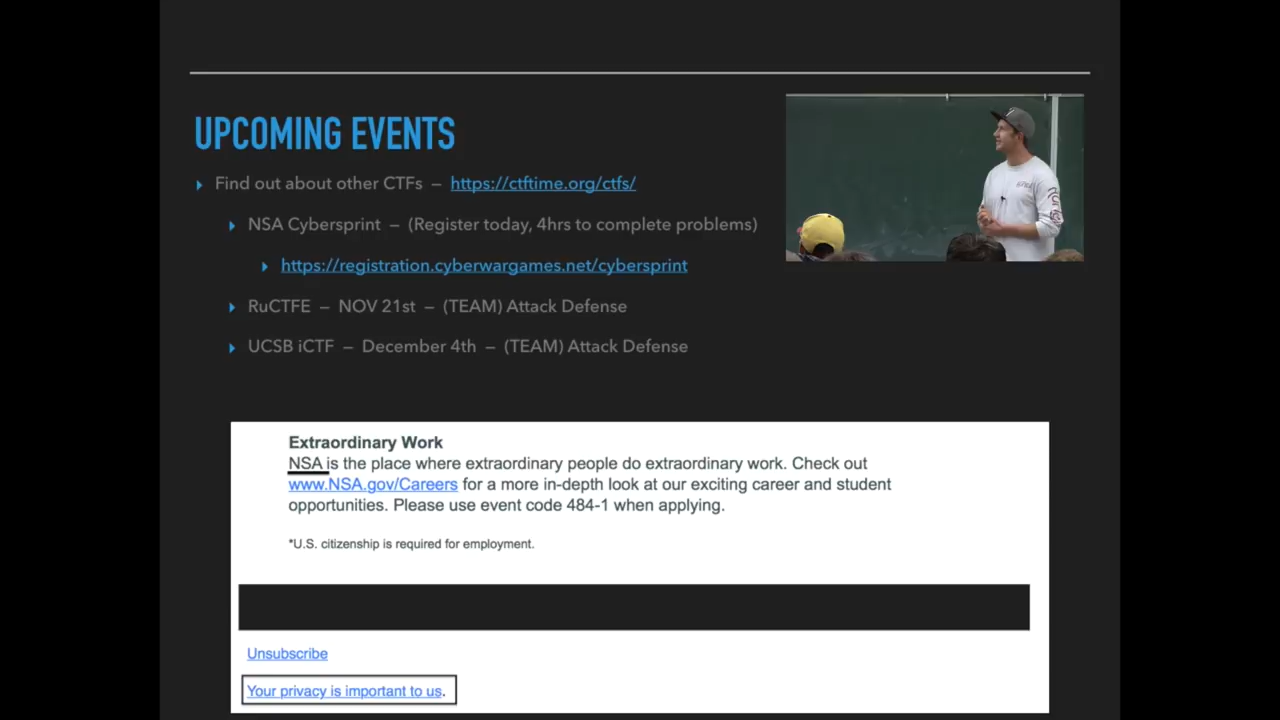 UPCOMING EVENTS
Find out about other CTFs – https://ctftime.org/ctfs/
NSA Cybersprint – (Register today, 4hrs to complete problems)
https://registration.cyberwargames.net/cybersprint
RuCTFE – NOV 21st – (TEAM) Attack Defense
UCSB iCTF – December 4th – (TEAM) Attack Defense
Extraordinary Work
NSA is the place where extraordinary people do extraordinary work. Check out
www.NSA.gov/Careers for a more in-depth look at our exciting career and student
opportunities. Please use event code 484-1 when applying.
*U.S. citizenship is required for employment.
Unsubscribe
Your privacy is important to us.